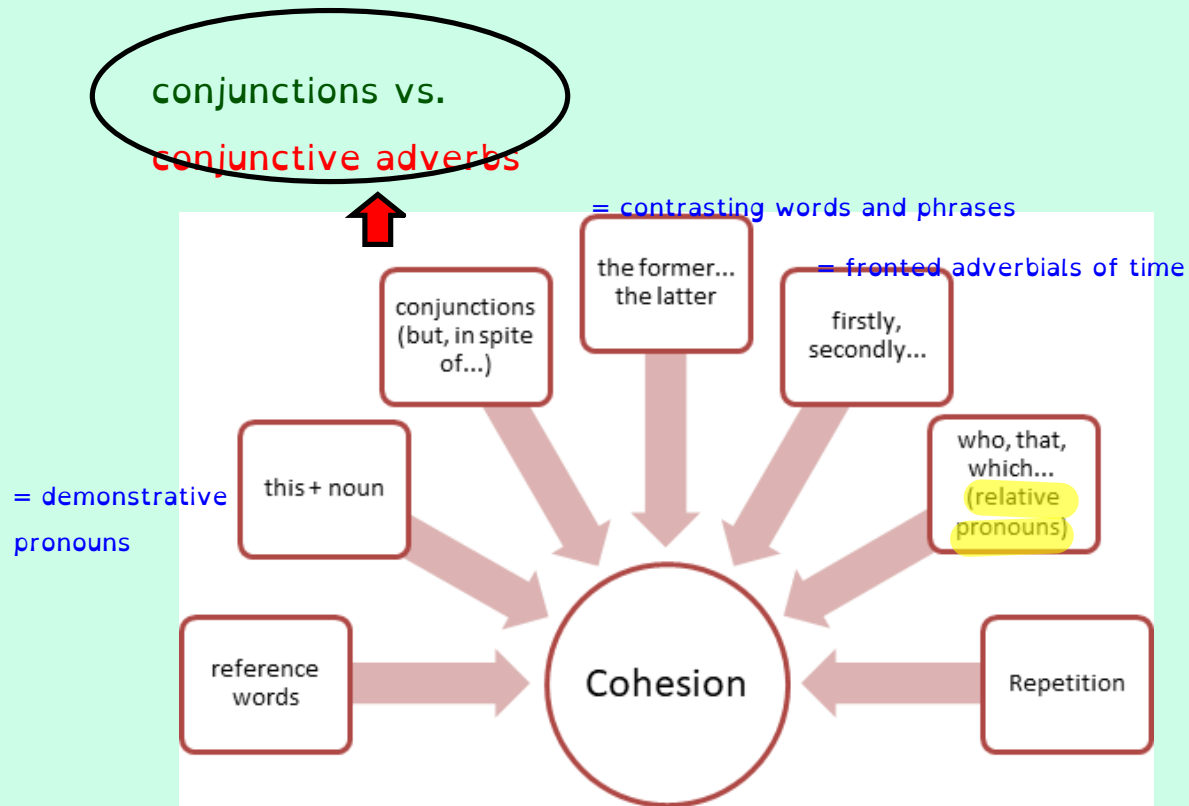 conjunctions vs.
conjunctive adverbs
= contrasting words and phrases
= fronted adverbials of time
the former...
the latter
conjunctions
(but, in spite
of...)
firstly,
secondly...
who, that,
which...
(relative
pronouns)
this + noun
= demonstrative
pronouns
reference
words
Cohesion
Repetition